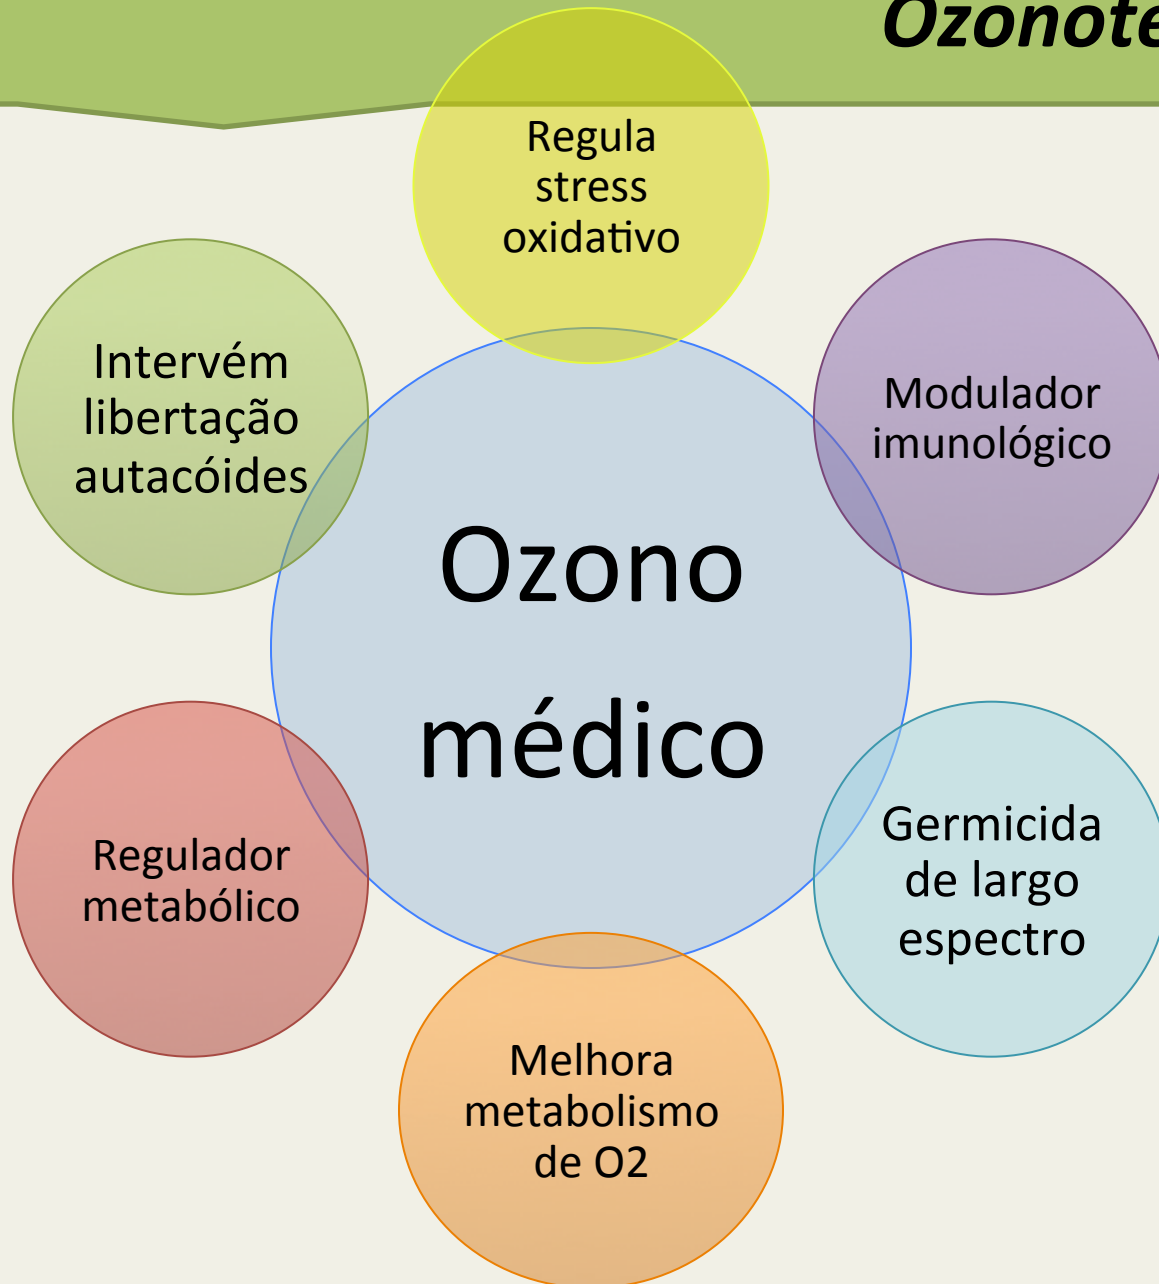 Regula
stress
oxidativo
Modulador
imunológico
Germicida
de largo
espectro
Melhora
metabolismo
de O2
Regulador
metabólico
Intervém
libertação
autacóides
Ozono
médico